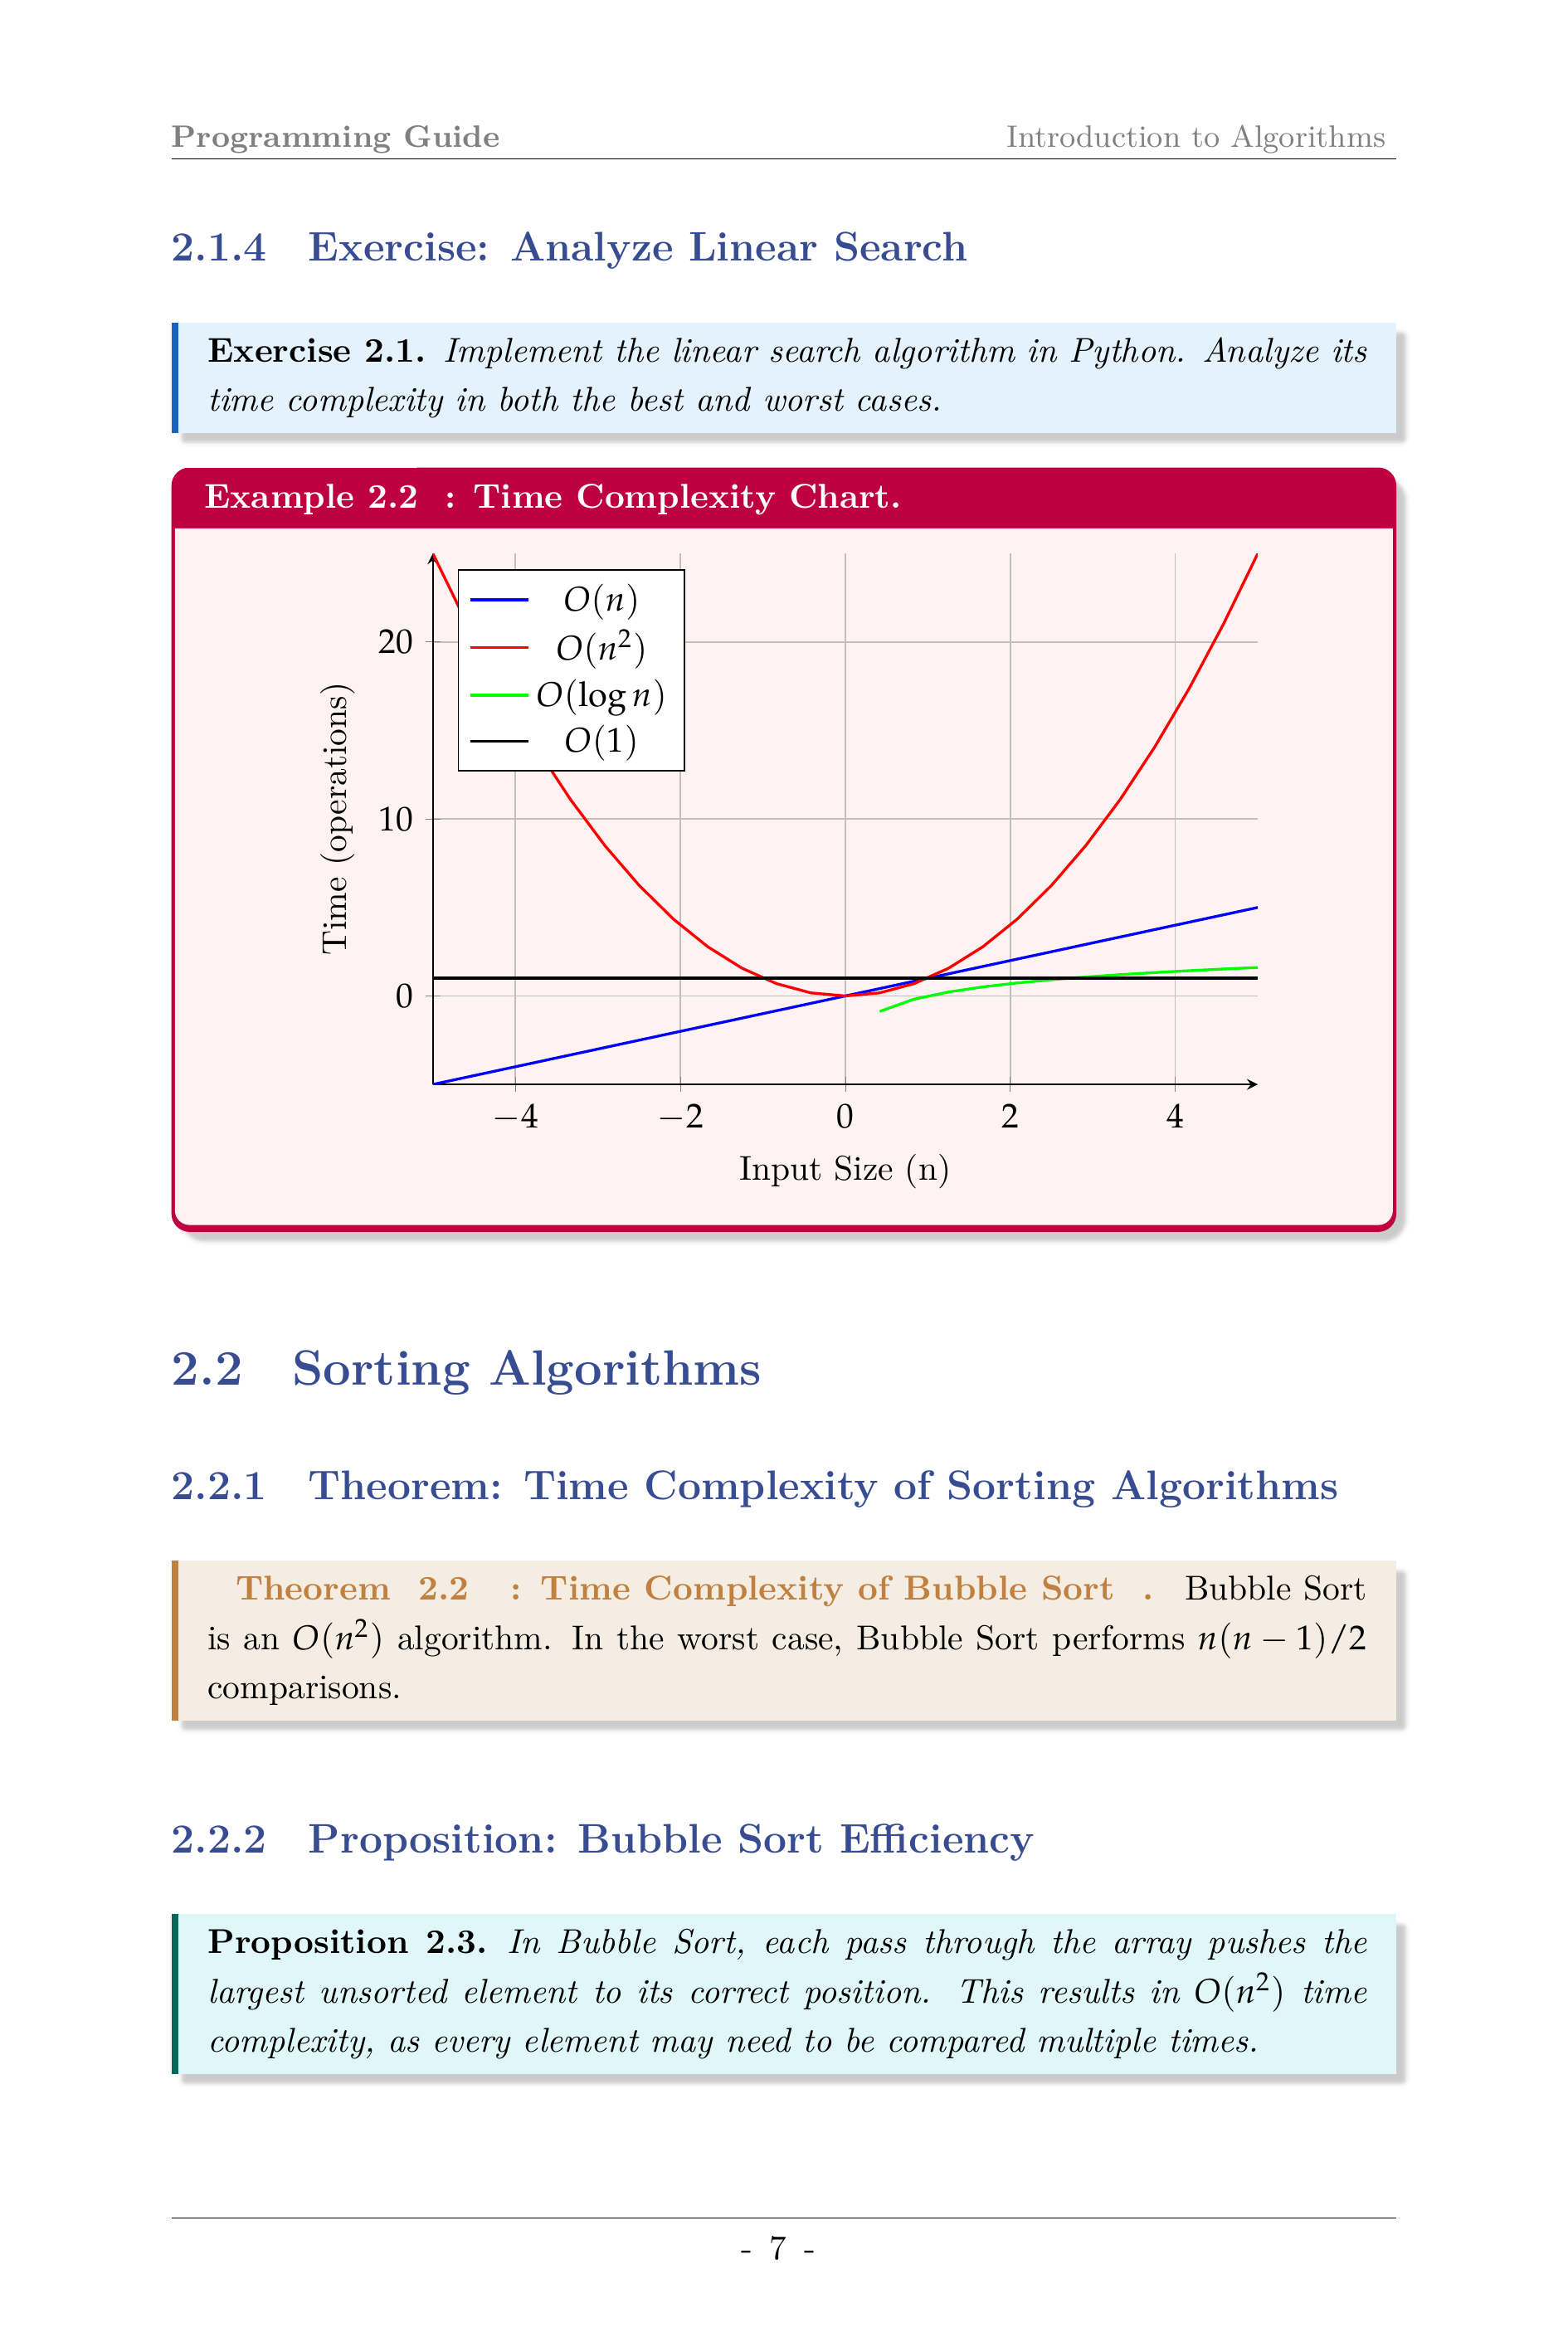 Programming Guide Introduction to Algorithms
2.1.4 Exercise: Analyze Linear Search
Exercise 2.1. Implement the linear search algorithm in Python. Analyze its
time complexity in both the best and worst cases.
Example 2.2 : Time Complexity Chart.
O(n)
O(n²)
O(log n)
O(1)
20
10
0
Time (operations)
−4 −2 0 2 4
Input Size (n)
2.2 Sorting Algorithms
2.2.1 Theorem: Time Complexity of Sorting Algorithms
Theorem 2.2 : Time Complexity of Bubble Sort . Bubble Sort
is an O(n²) algorithm. In the worst case, Bubble Sort performs n(n − 1)/2
comparisons.
2.2.2 Proposition: Bubble Sort Efficiency
Proposition 2.3. In Bubble Sort, each pass through the array pushes the
largest unsorted element to its correct position. This results in O(n²) time
complexity, as every element may need to be compared multiple times.
- 7 -